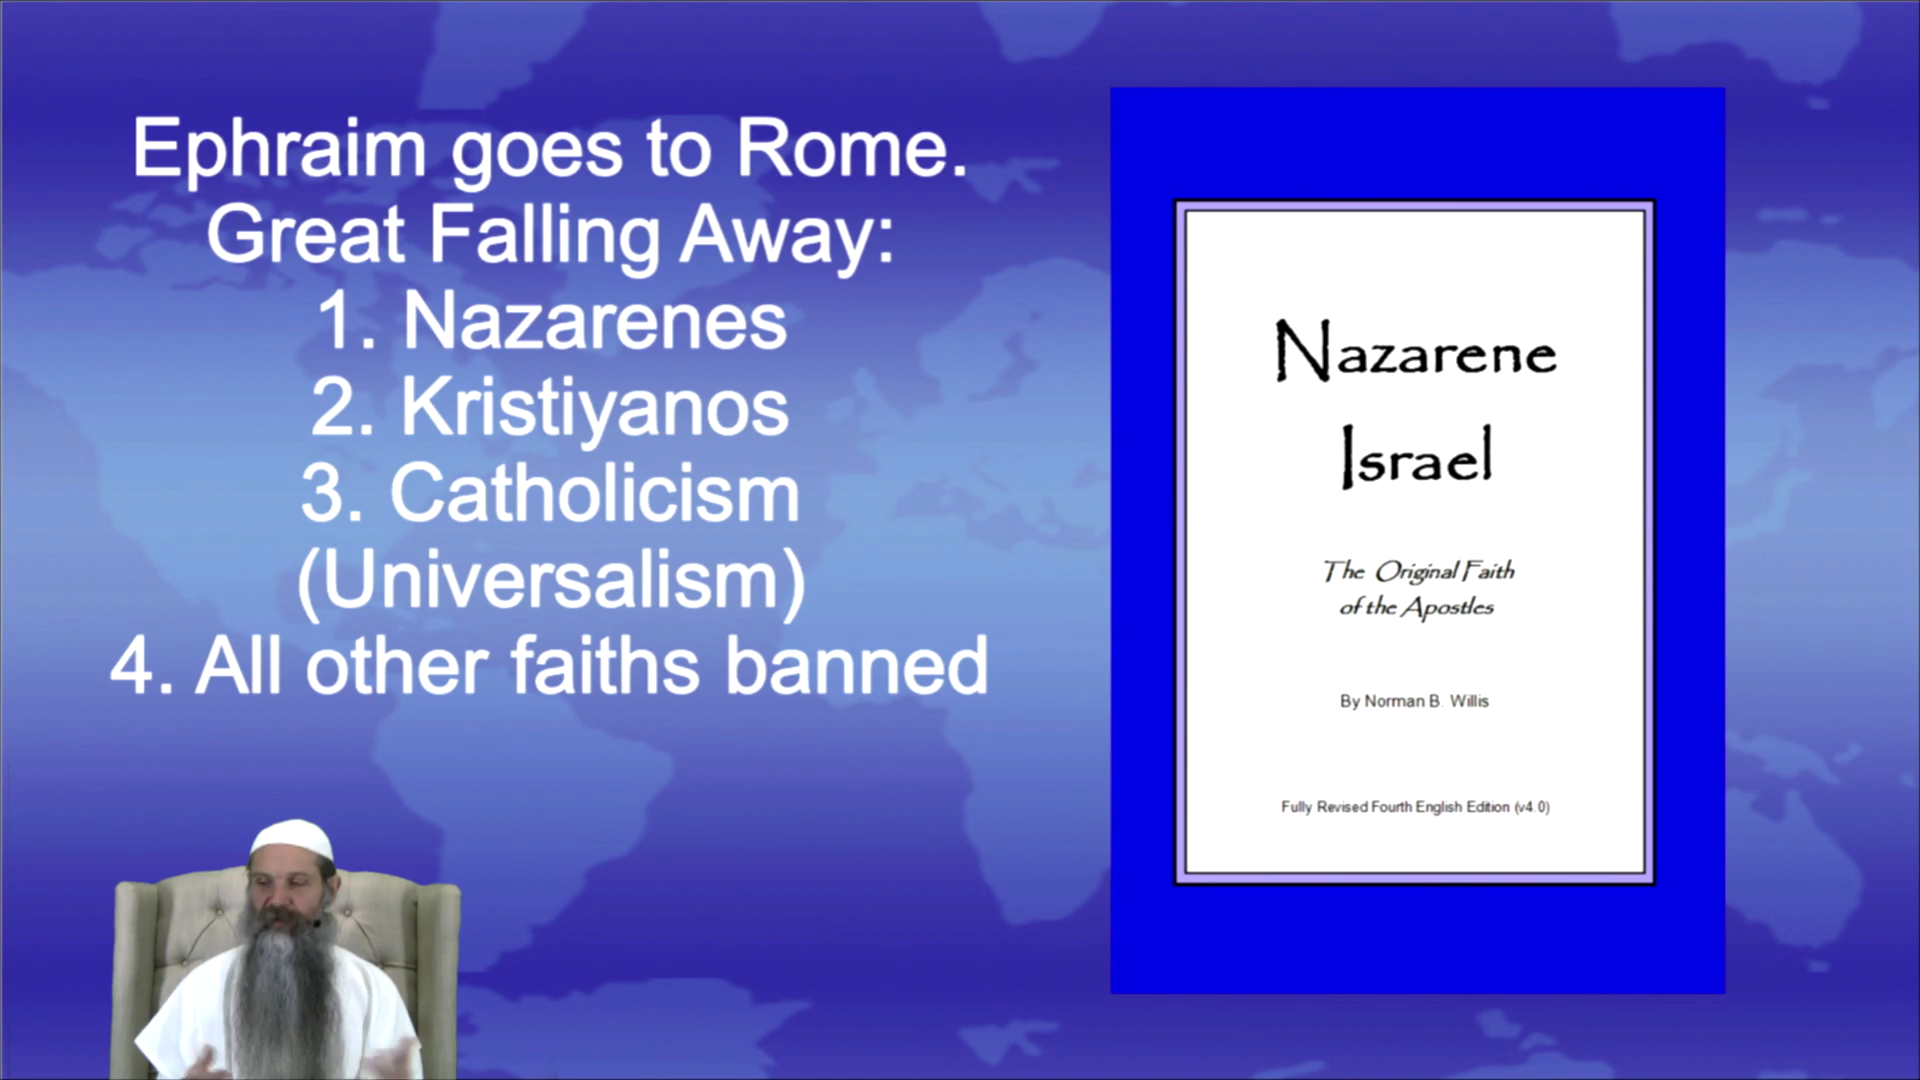 Ephraim goes to Rome.
Great Falling Away:
1. Nazarenes
2. Kristiyanos
3. Catholicism
(Universalism)
4. All other faiths banned
Nazarene
Israel
The Original Faith
of the Apostles
By Norman B. Willis
Fully Revised Fourth English Edition (v4.0)